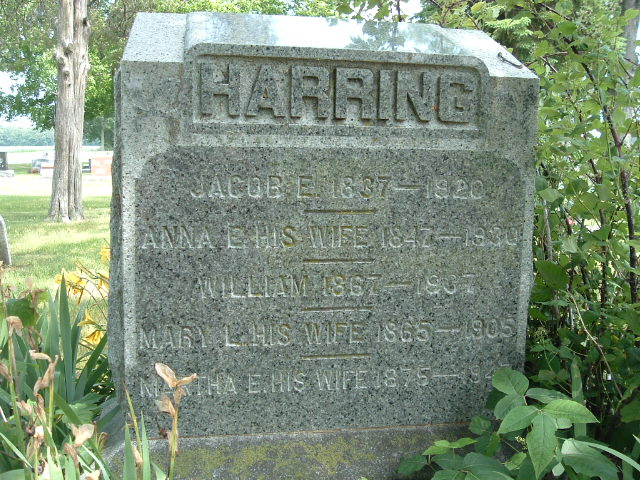 HARRING
JACOB E. 1837—1920
ANNA E. HIS WIFE 1847—1930
WILLIAM 1867—1937
MARY L. HIS WIFE 1865—1905
MARTHA E. HIS WIFE 1875—